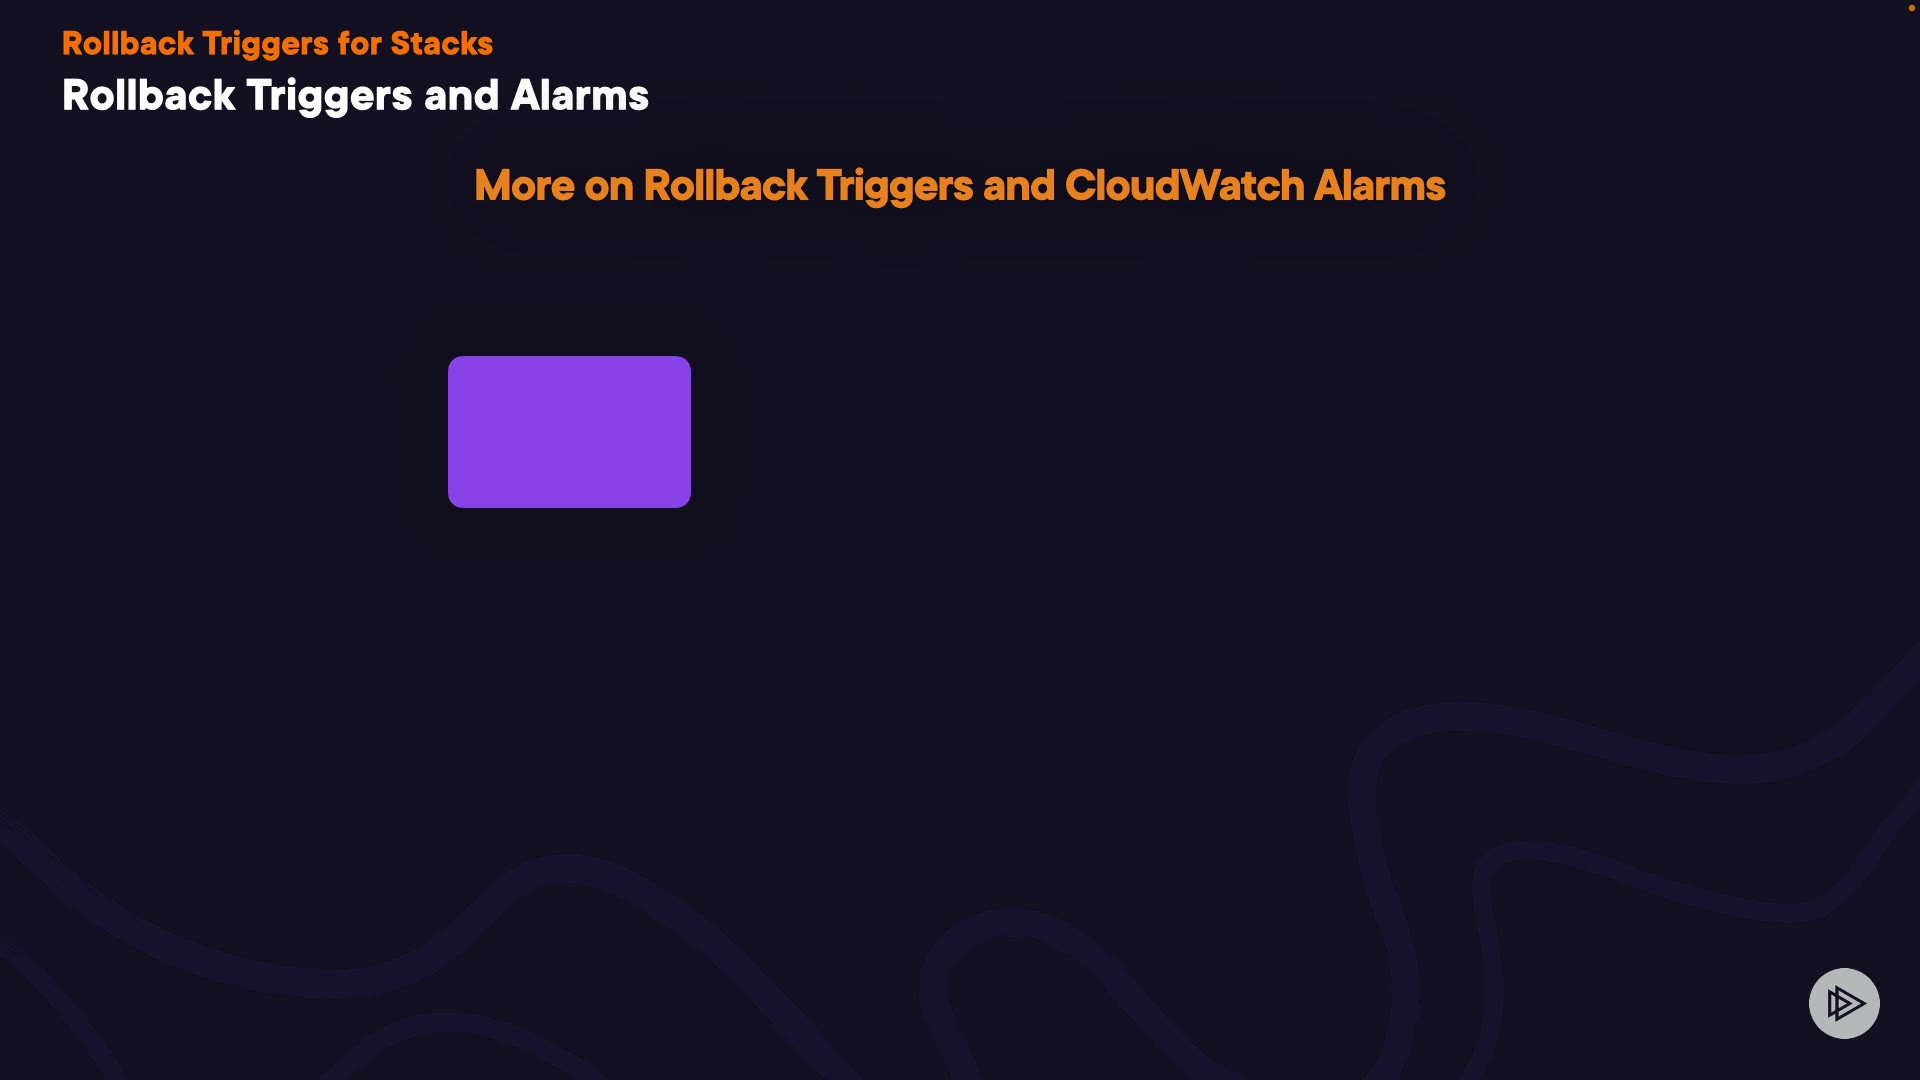 Rollback Triggers for Stacks
Rollback Triggers and Alarms
More on Rollback Triggers and CloudWatch Alarms